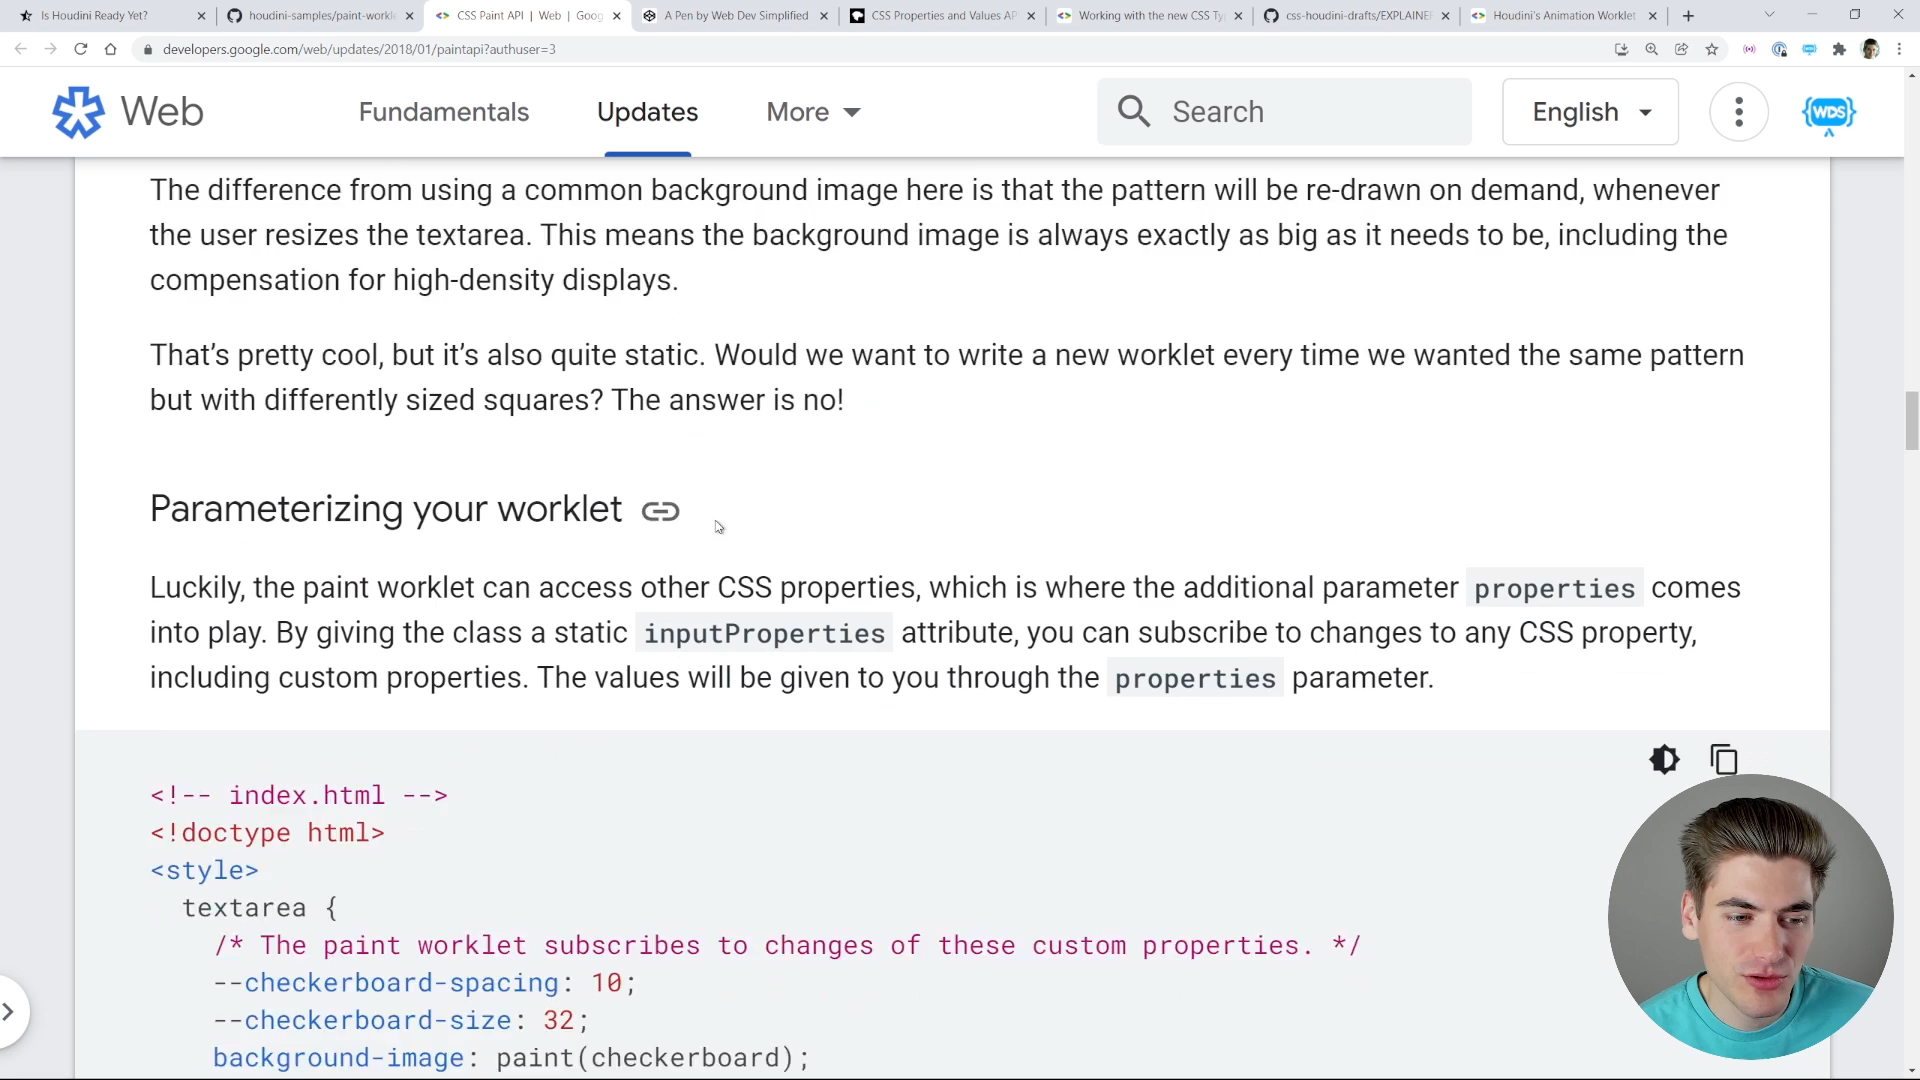 Is Houdini Ready Yet?
houdini-samples/paint-workle
CSS Paint API | Web | Goog
A Pen by Web Dev Simplified
CSS Properties and Values AP
Working with the new CSS Ty
css-houdini-drafts/EXPLAINER
Houdini's Animation Worklet
developers.google.com/web/updates/2018/01/paintapi?authuser=3
Web
Fundamentals
Updates
More
Search
English
WDS
The difference from using a common background image here is that the pattern will be re-drawn on demand, whenever
the user resizes the textarea. This means the background image is always exactly as big as it needs to be, including the
compensation for high-density displays.
That’s pretty cool, but it’s also quite static. Would we want to write a new worklet every time we wanted the same pattern
but with differently sized squares? The answer is no!
Parameterizing your worklet
Luckily, the paint worklet can access other CSS properties, which is where the additional parameter properties comes
into play. By giving the class a static inputProperties attribute, you can subscribe to changes to any CSS property,
including custom properties. The values will be given to you through the properties parameter.
<!-- index.html -->
<!doctype html>
<style>
textarea {
/* The paint worklet subscribes to changes of these custom properties. */
--checkerboard-spacing: 10;
--checkerboard-size: 32;
background-image: paint(checkerboard);